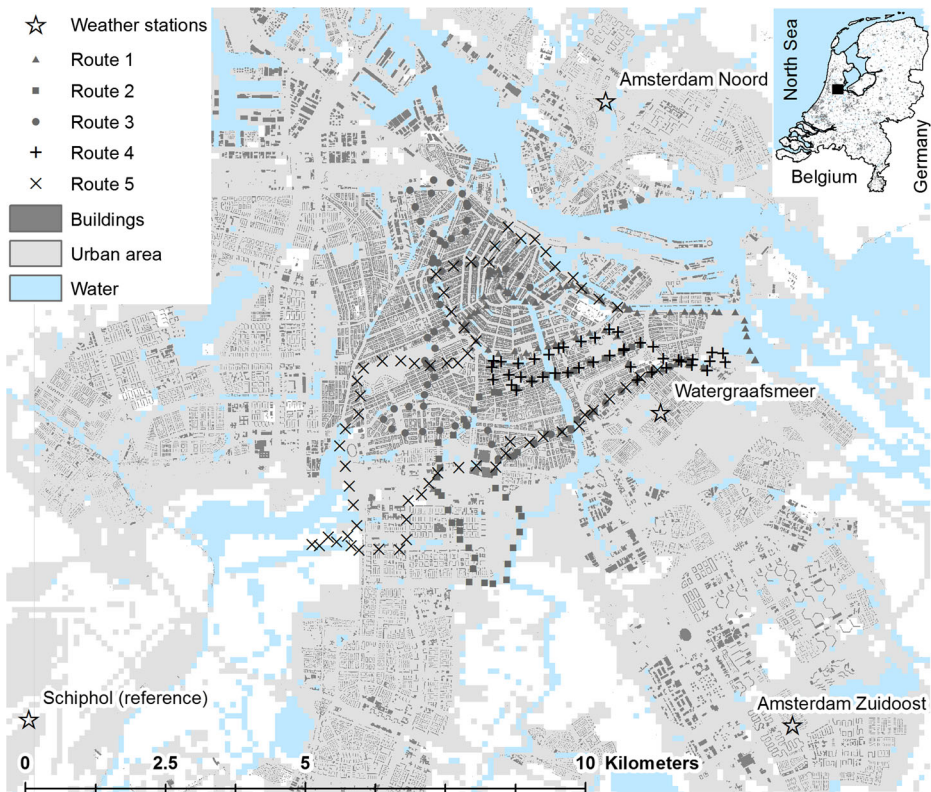 Weather stations
Route 1
Route 2
Route 3
Route 4
Route 5
Buildings
Urban area
Water
Amsterdam Noord
North Sea
Belgium
Germany
Watergraafsmeer
Schiphol (reference)
Amsterdam Zuidoost
0 2.5 5 10 Kilometers